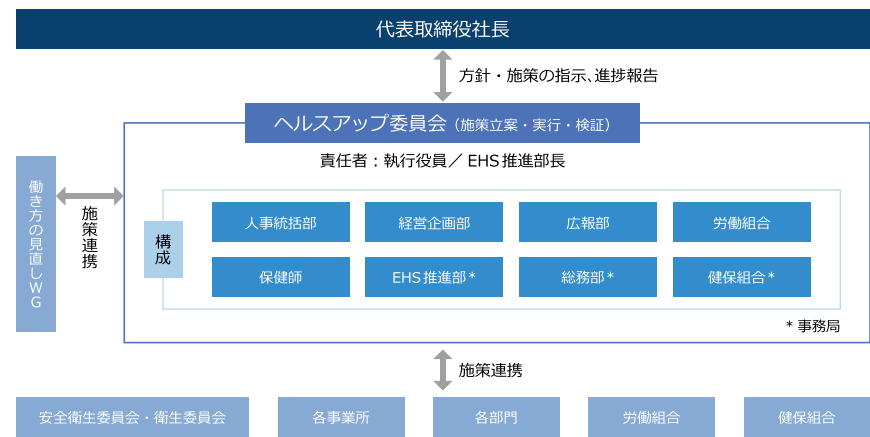 代表取締役社長
方針・施策の指示、進捗報告
ヘルスアップ委員会（施策立案・実行・検証）
責任者：執行役員／EHS推進部長
働き方の見直しWG
施策連携
構成
人事統括部
経営企画部
広報部
労働組合
保健師
EHS推進部*
総務部*
健保組合*
* 事務局
施策連携
安全衛生委員会・衛生委員会
各事業所
各部門
労働組合
健保組合